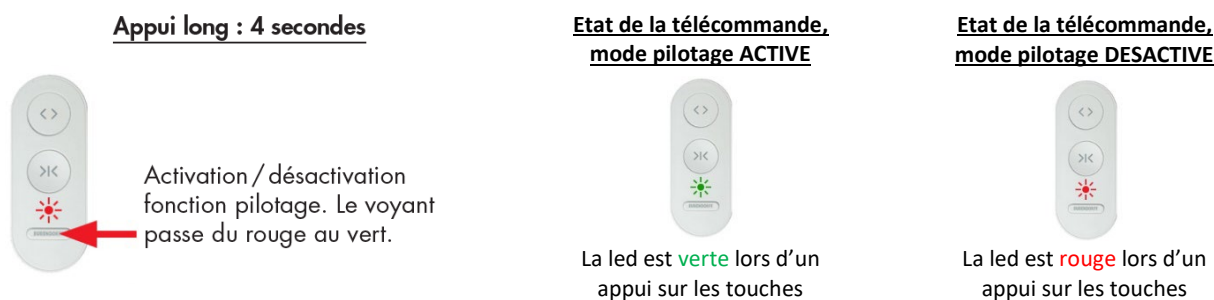 Appui long : 4 secondes
Activation / désactivation
fonction pilotage. Le voyant
passe du rouge au vert.
Etat de la télécommande,
mode pilotage ACTIVE
La led est verte lors d’un
appui sur les touches
Etat de la télécommande,
mode pilotage DESACTIVE
La led est rouge lors d’un
appui sur les touches